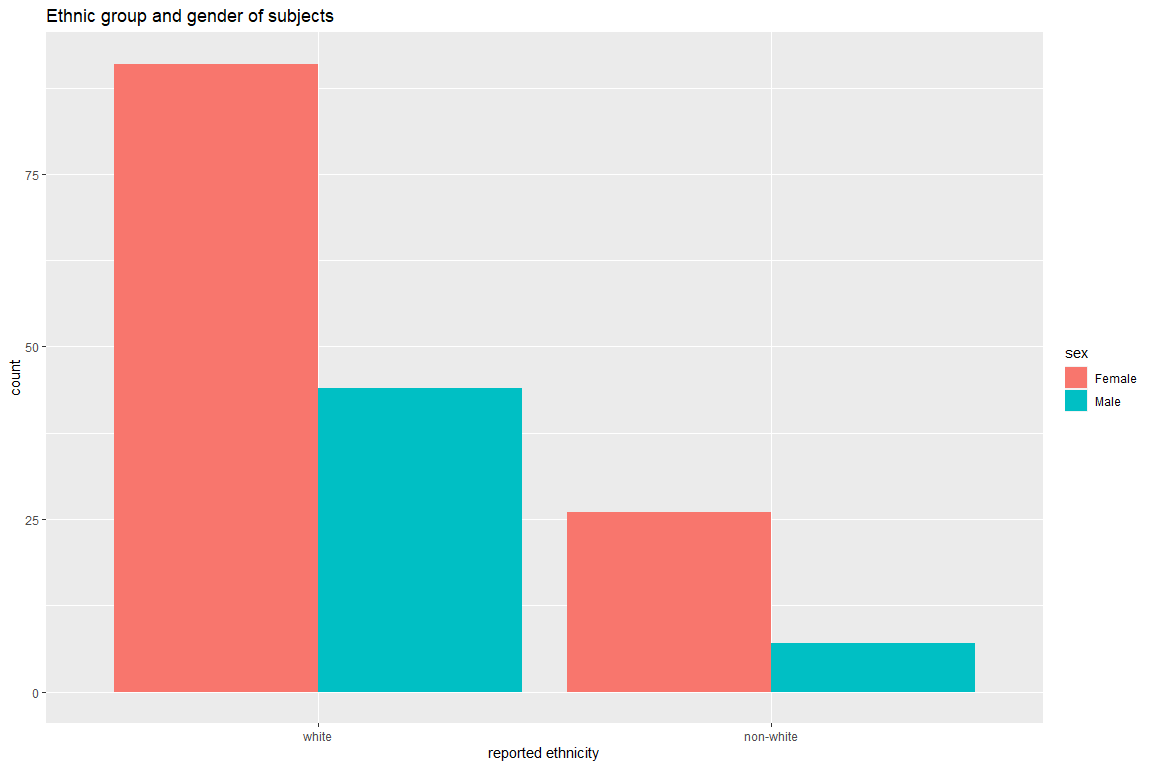 Ethnic group and gender of subjects
75
50
25
0
count
white
non-white
reported ethnicity
sex
Female
Male